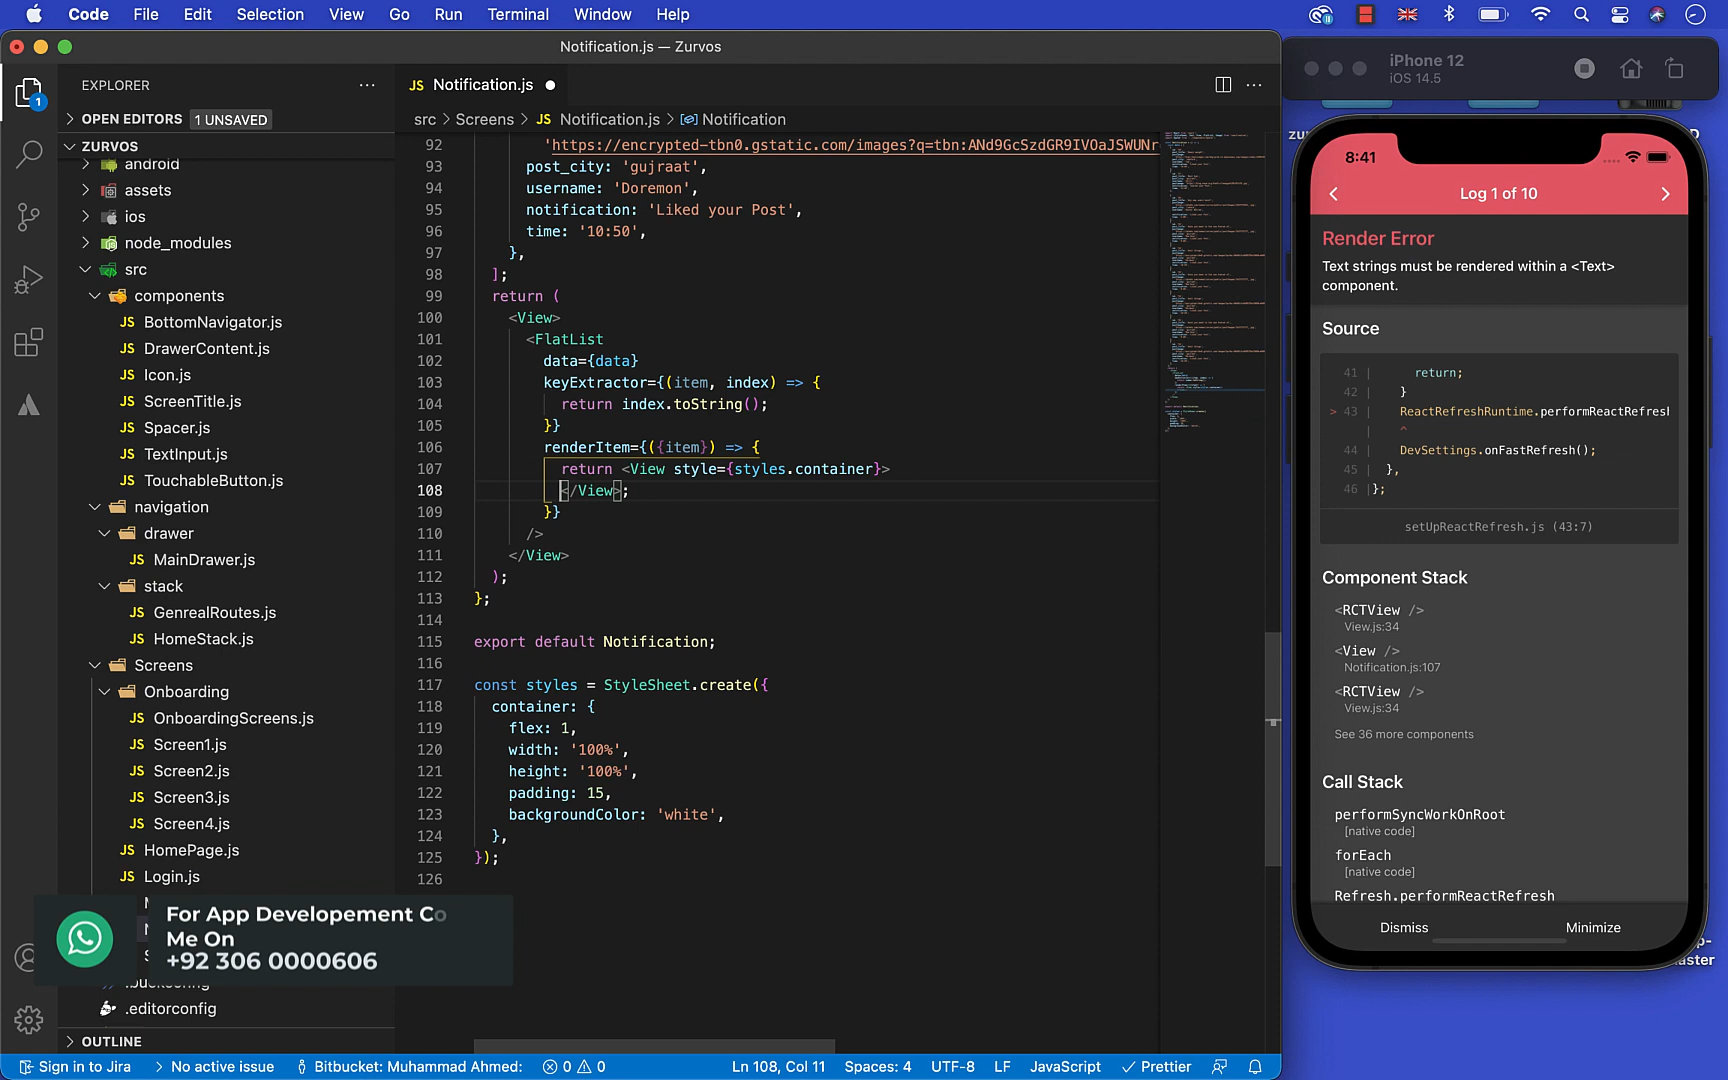 Code File Edit Selection View Go Run Terminal Window Help
Notification.js — Zurvos
EXPLORER
OPEN EDITORS 1 UNSAVED
ZURVOS
android
assets
ios
node_modules
src
components
JS BottomNavigator.js
JS DrawerContent.js
JS Icon.js
JS ScreenTitle.js
JS Spacer.js
JS TextInput.js
JS TouchableButton.js
navigation
drawer
JS MainDrawer.js
stack
JS GenrealRoutes.js
JS HomeStack.js
Screens
Onboarding
JS OnboardingScreens.js
JS Screen1.js
JS Screen2.js
JS Screen3.js
JS Screen4.js
JS HomePage.js
JS Login.js
.editorconfig
OUTLINE
1
For App Developement Co
Me On
+92 306 0000606
JS Notification.js
src > Screens > JS Notification.js > Notification
92 'https://encrypted-tbn0.gstatic.com/images?q=tbn:ANd9GcSzdGR9IVOaJSWUNr
93 post_city: 'gujraat',
94 username: 'Doremon',
95 notification: 'Liked your Post',
96 time: '10:50',
97 },
98 ];
99 return (
100 <View>
101 <FlatList
102 data={data}
103 keyExtractor={(item, index) => {
104 return index.toString();
105 }}
106 renderItem={({item}) => {
107 return <View style={styles.container}>
108 </View>;
109 }}
110 />
111 </View>
112 );
113 };
114
115 export default Notification;
116
117 const styles = StyleSheet.create({
118 container: {
119 flex: 1,
120 width: '100%',
121 height: '100%',
122 padding: 15,
123 backgroundColor: 'white',
124 },
125 });
126
Sign in to Jira > No active issue Bitbucket: Muhammad Ahmed: 0 0 Ln 108, Col 11 Spaces: 4 UTF-8 LF JavaScript Prettier
iPhone 12
iOS 14.5
8:41
Log 1 of 10
Render Error
Text strings must be rendered within a <Text>
component.
Source
41 | return;
42 | }
> 43 | ReactRefreshRuntime.performReactRefresh
| ^
44 | DevSettings.onFastRefresh();
45 | },
46 | };
setUpReactRefresh.js (43:7)
Component Stack
<RCTView />
View.js:34
<View />
Notification.js:107
<RCTView />
View.js:34
See 36 more components
Call Stack
performSyncWorkOnRoot
[native code]
forEach
[native code]
Refresh.performReactRefresh
Dismiss Minimize